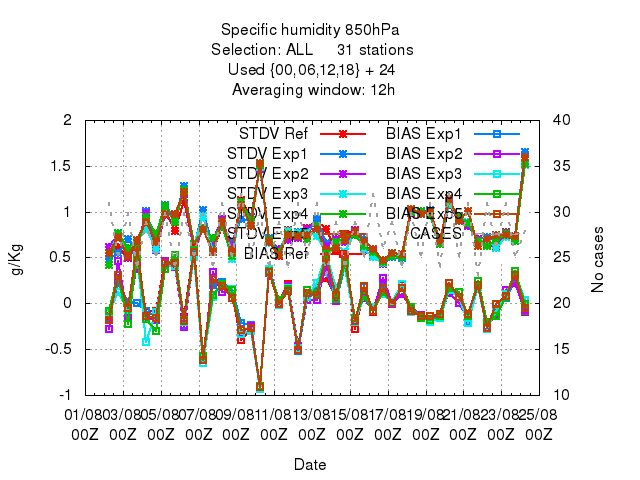 Specific humidity 850hPa
Selection: ALL 31 stations
Used {00,06,12,18} + 24
Averaging window: 12h
2 40
STDV Ref BIAS Exp1
1.5 STDV Exp1 BIAS Exp2 35
STDV Exp2 BIAS Exp3
STDV Exp3 BIAS Exp4
1 STDV Exp4 BIAS Exp5 30
STDV Exp5 CASES
0.5 BIAS Ref 25
g/Kg
No cases
0 20
-0.5 15
-1 10
01/08 03/08 05/08 07/08 09/08 11/08 13/08 15/08 17/08 19/08 21/08 23/08 25/08
00Z 00Z 00Z 00Z 00Z 00Z 00Z 00Z 00Z 00Z 00Z 00Z 00Z
Date